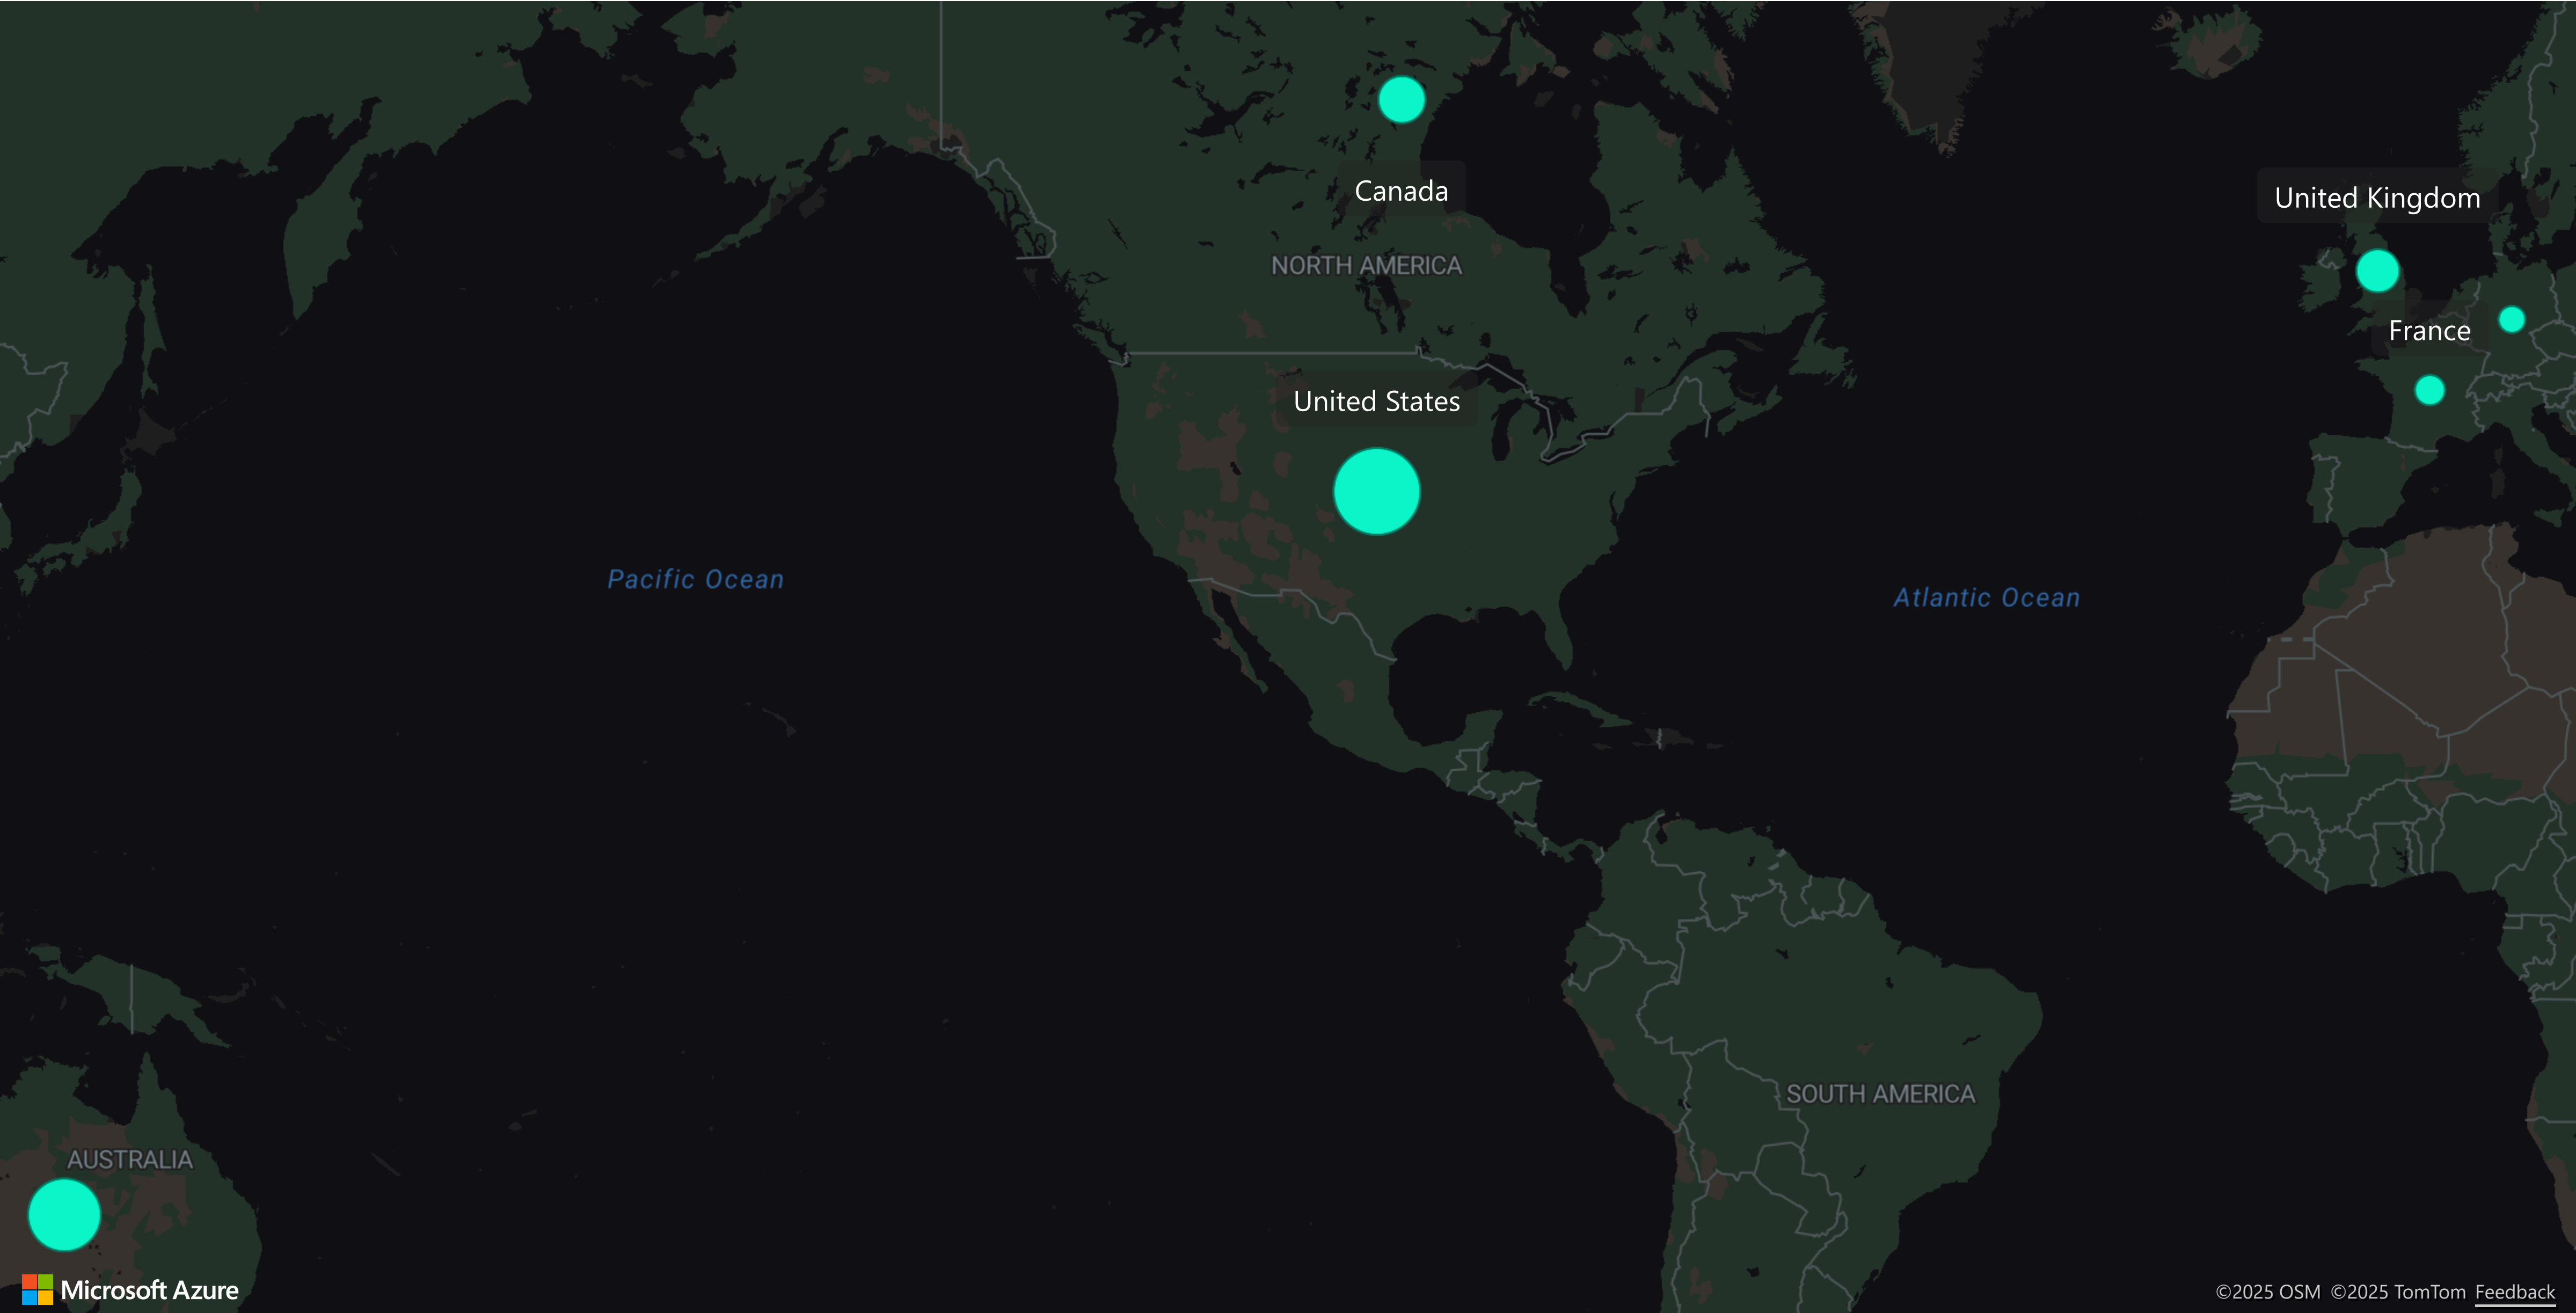 Canada
United Kingdom
NORTH AMERICA
France
United States
Pacific Ocean
Atlantic Ocean
SOUTH AMERICA
AUSTRALIA
Microsoft Azure
©2025 OSM ©2025 TomTom Feedback